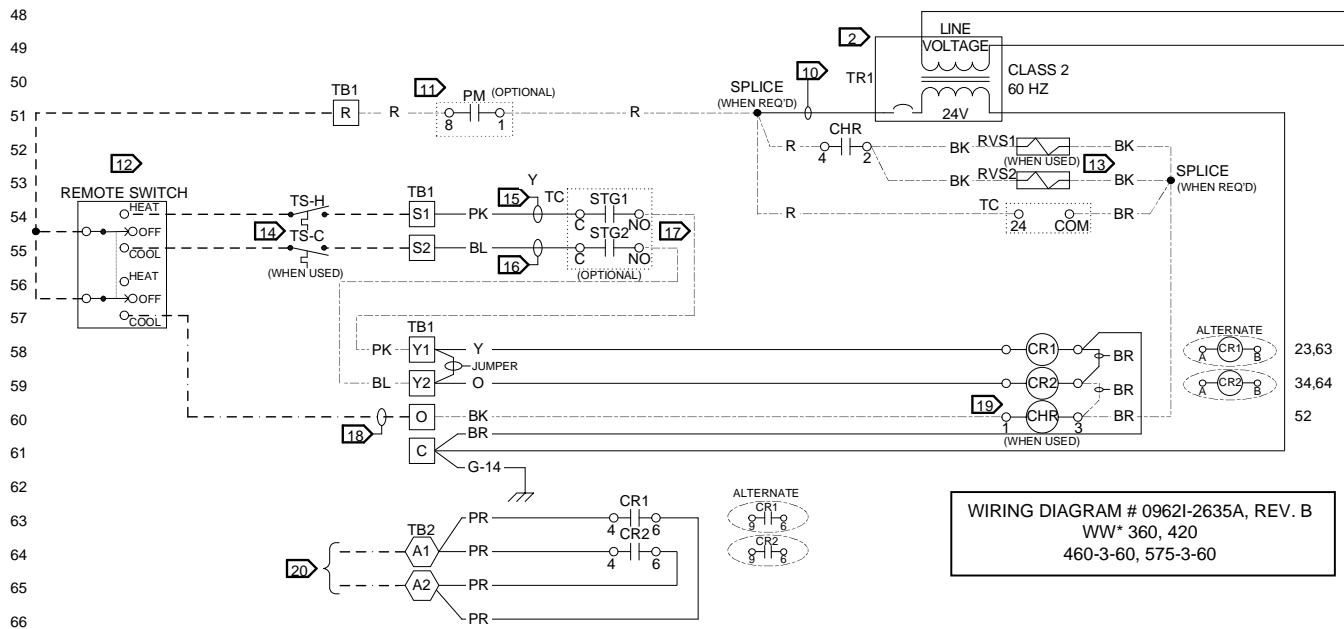 48
LINE
2
49
VOLTAGE
10
CLASS 2
50
TR1
60 HZ
TB1
11
PM (OPTIONAL)
SPLICE
(WHEN REQ'D)
51
R
R
8
1
R
24V
52
12
R
CHR
4
2
BK
RVS1
(WHEN USED)
BK
13
SPLICE
(WHEN REQ'D)
53
REMOTE SWITCH
BK
RVS2
BK
Y
15
TC
STG1
54
HEAT
TS-H
TB1
S1
PK
C
NO
17
R
TC
24
COM
BR
OFF
14
TS-C
STG2
55
COOL
(WHEN USED)
S2
BL
16
C
NO
(OPTIONAL)
56
HEAT
OFF
57
COOL
TB1
ALTERNATE
58
PK
Y1
Y
JUMPER
CR1
BR
A
CR1
B
23,63
59
BL
Y2
O
CR2
BR
A
CR2
B
34,64
60
18
O
BK
19
1
CHR
3
(WHEN USED)
BR
52
BR
61
C
G-14
62
ALTERNATE
63
TB2
PR
CR1
4
6
CR1
9
6
WIRING DIAGRAM # 0962I-2635A, REV. B
WW* 360, 420
460-3-60, 575-3-60
64
A1
PR
CR2
4
6
CR2
9
6
20
65
A2
PR
66
PR